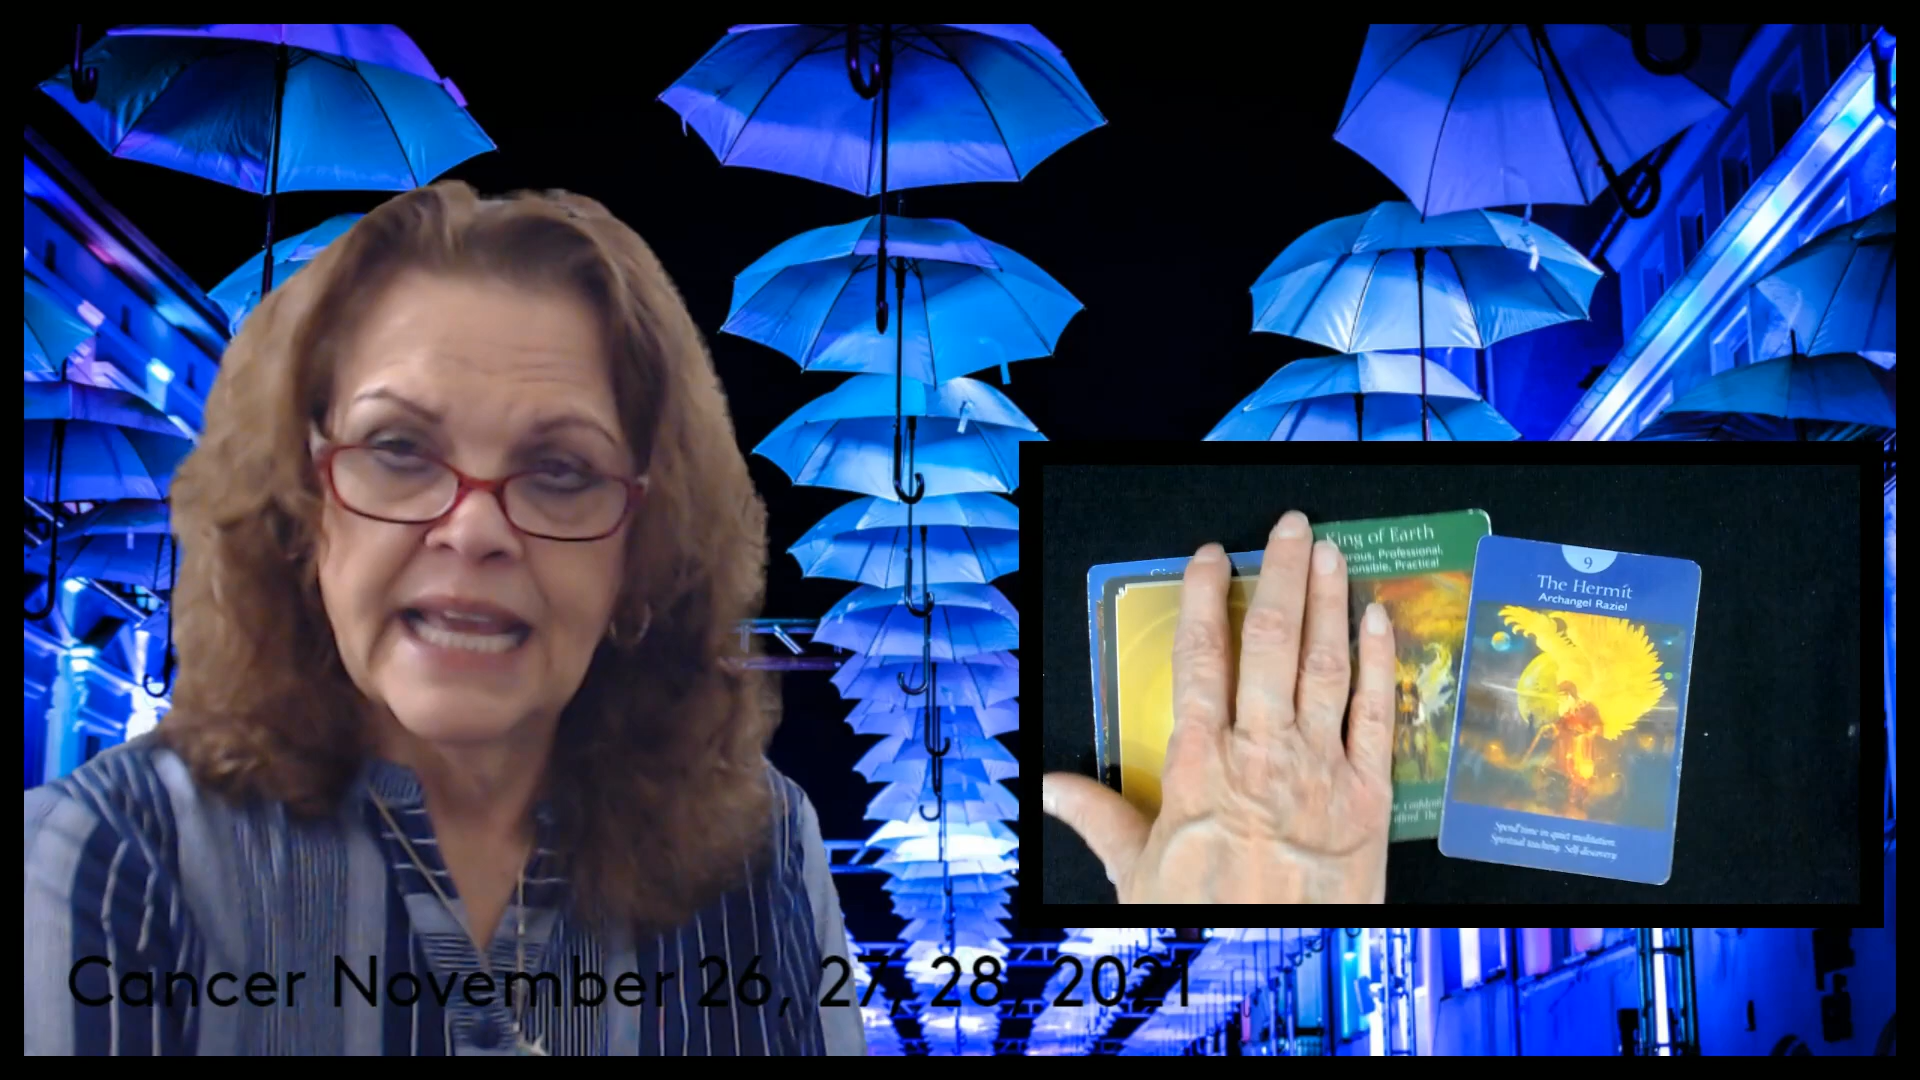 King of Earth
Professional,
Practical
9
The Hermit
Archangel Raziel
Spend time in quiet meditation.
Spiritual teaching. Self-discovery
Cancer November 26, 27, 28, 2021